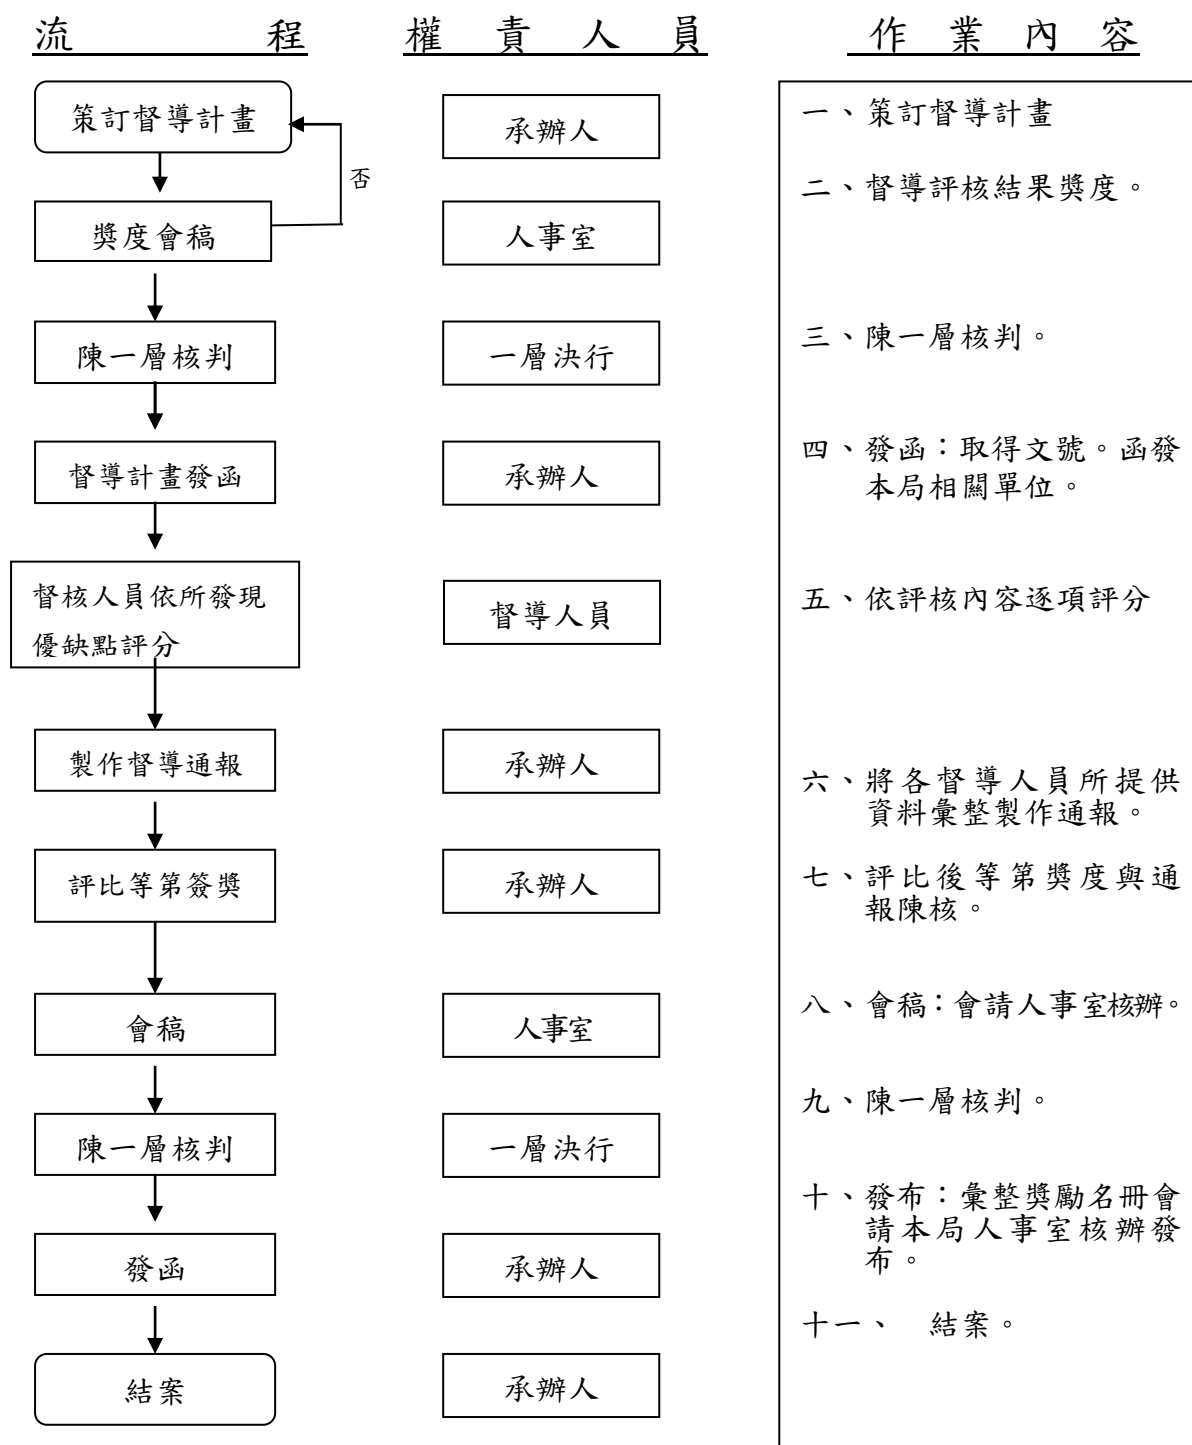 流程
權責人員
作業內容
策訂督導計畫
否
獎度會稿
陳一層核判
督導計畫發函
督核人員依所發現
優缺點評分
製作督導通報
評比等第簽獎
會稿
陳一層核判
發函
結案
承辦人
人事室
一層決行
承辦人
督導人員
承辦人
承辦人
人事室
一層決行
承辦人
承辦人
一、策訂督導計畫
二、督導評核結果獎度。
三、陳一層核判。
四、發函：取得文號。函發
本局相關單位。
五、依評核內容逐項評分
六、將各督導人員所提供
資料彙整製作通報。
七、評比後等第獎度與通
報陳核。
八、會稿：會請人事室核辦。
九、陳一層核判。
十、發布：彙整獎勵名冊會
請本局人事室核辦發
布。
十一、　結案。